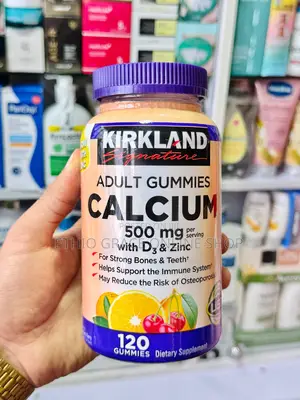 KIRKLAND
Signature
ADULT GUMMIES
CALCIUM
500 mg per serving
with D3 & Zinc
For Strong Bones & Teeth†
Helps Support the Immune System†
May Reduce the Risk of Osteoporosis
120
GUMMIES
Dietary Supplement